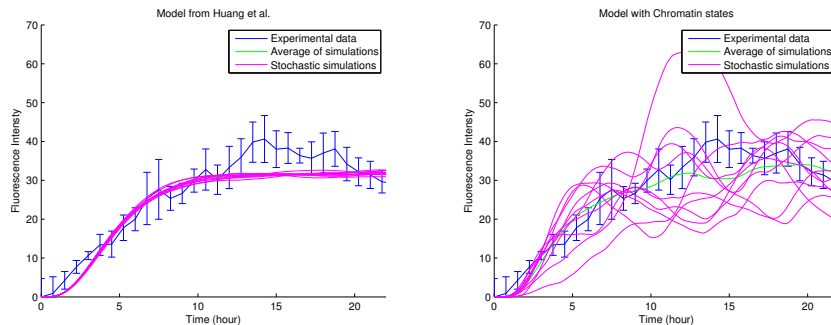 Model from Huang et al.
70
60
50
40
30
20
10
0
0
5
10
15
20
Fluorescence Intensty
Time (hour)
Experimental data
Average of simulations
Stochastic simulations
Model with Chromatin states
70
60
50
40
30
20
10
0
0
5
10
15
20
Fluorescence Intensty
Time (hour)
Experimental data
Average of simulations
Stochastic simulations